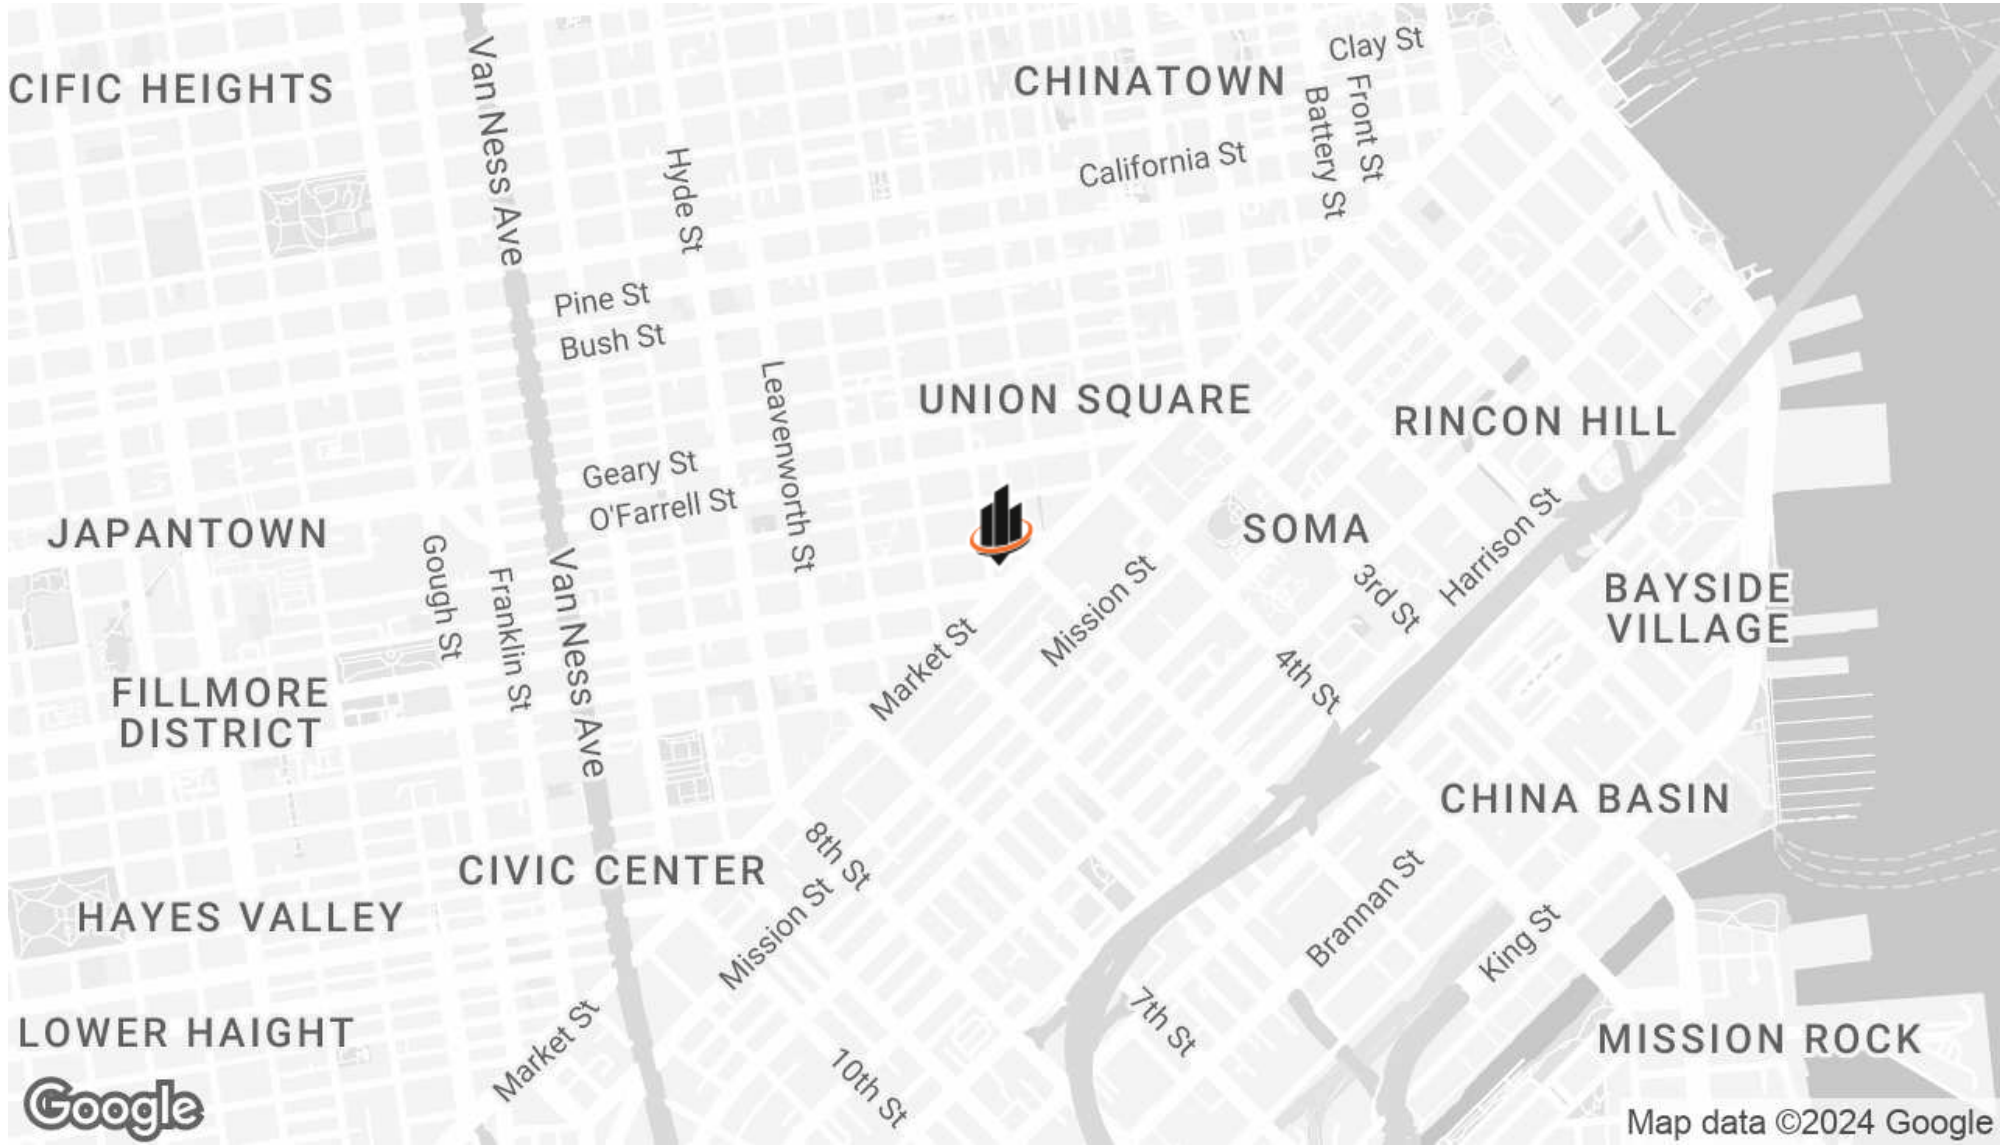 Clay St
CIFIC HEIGHTS
CHINATOWN
Van Ness Ave
Front St
Battery St
Hyde St
California St
Pine St
Bush St
UNION SQUARE
RINCON HILL
Leavenworth St
Geary St
O'Farrell St
JAPANTOWN
SOMA
Harrison St
Gough St
Franklin St
Van Ness Ave
Mission St
3rd St
BAYSIDE
VILLAGE
Market St
4th St
FILLMORE
DISTRICT
CHINA BASIN
8th St
CIVIC CENTER
HAYES VALLEY
Mission St
Brannan St
King St
LOWER HAIGHT
Market St
7th St
MISSION ROCK
10th St
Google
Map data ©2024 Google